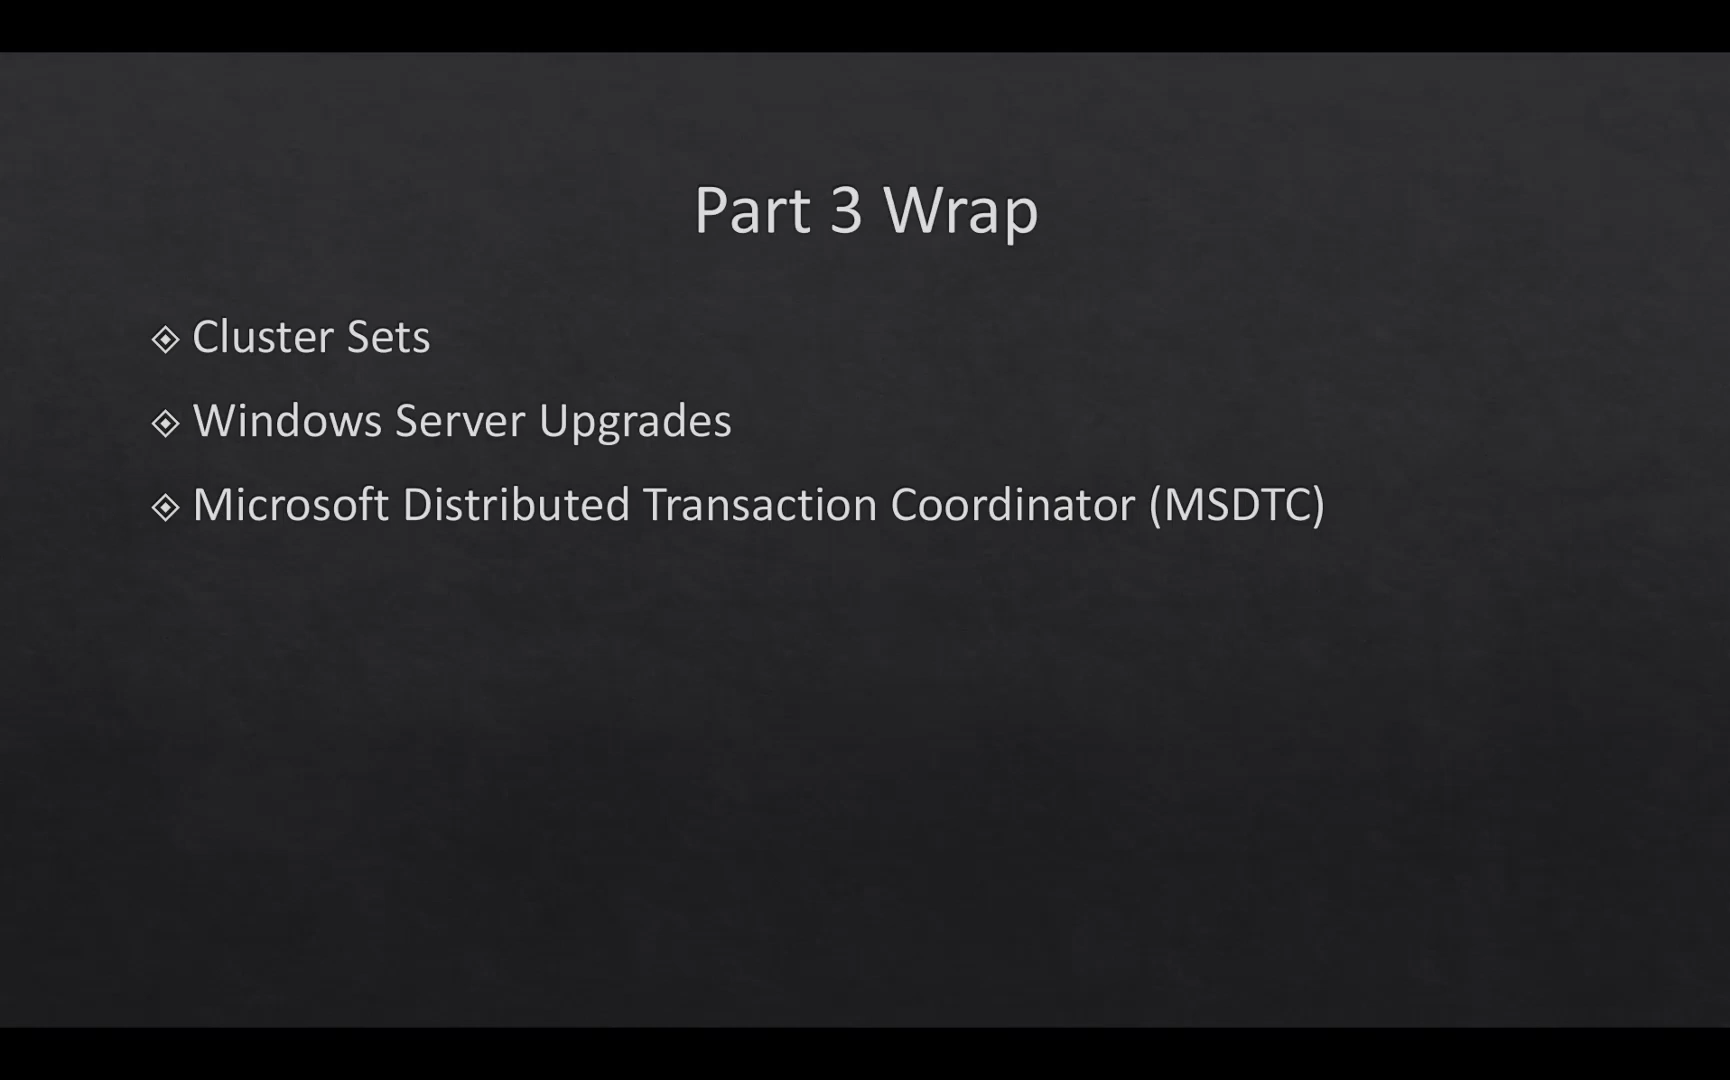 Part 3 Wrap
Cluster Sets
Windows Server Upgrades
Microsoft Distributed Transaction Coordinator (MSDTC)